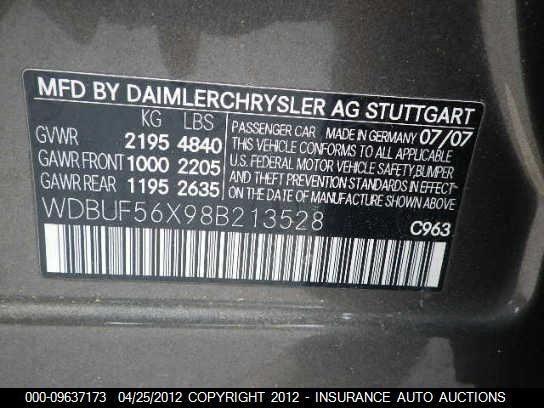 MFD BY DAIMLERCHRYSLER AG STUTTGART
KG LBS
GVWR 2195 4840
GAWR FRONT 1000 2205
GAWR REAR 1195 2635
PASSENGER CAR MADE IN GERMANY 07/07
THIS VEHICLE CONFORMS TO ALL APPLICABLE
U.S. FEDERAL MOTOR VEHICLE SAFETY, BUMPER
AND THEFT PREVENTION STANDARDS IN EFFECT
ON THE DATE OF MANUFACTURE SHOWN ABOVE
WDBUF56X98B213528 C963
000-09637173 04/25/2012 COPYRIGHT 2012 - INSURANCE AUTO AUCTIONS